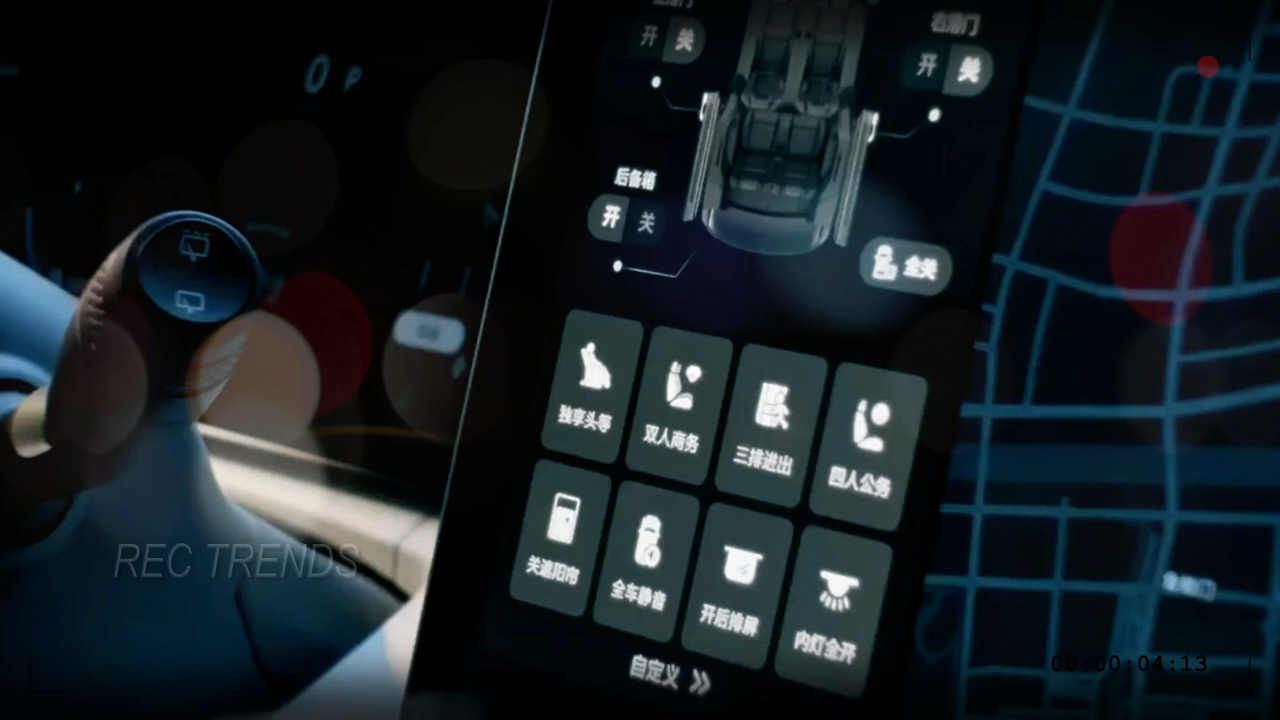 右滑门
开 关
开 关
0 P
后备箱
开 关
全关
独享头等
双人商务
三排进出
四人公务
关遮阳帘
全车静音
开后排屏
内灯全开
自定义
REC TRENDS
00:00:04:13